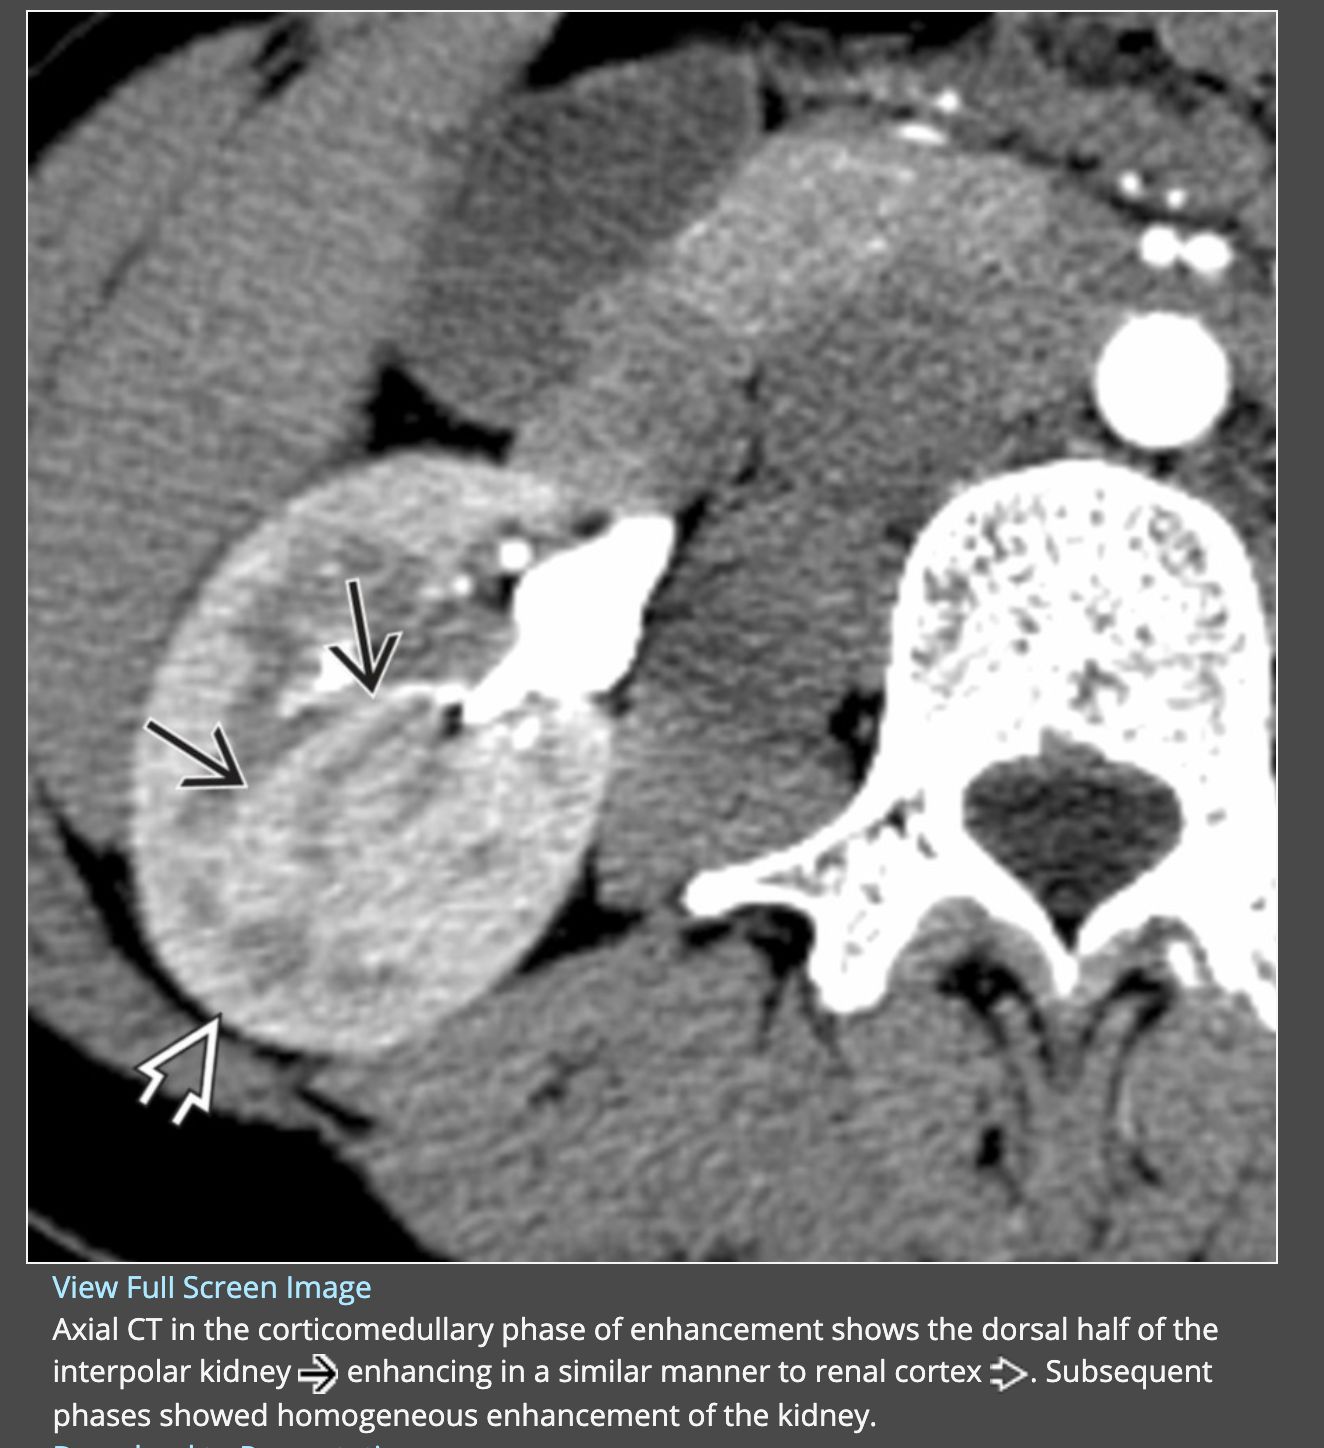 View Full Screen Image
Axial CT in the corticomedullary phase of enhancement shows the dorsal half of the
interpolar kidney enhancing in a similar manner to renal cortex . Subsequent
phases showed homogeneous enhancement of the kidney.